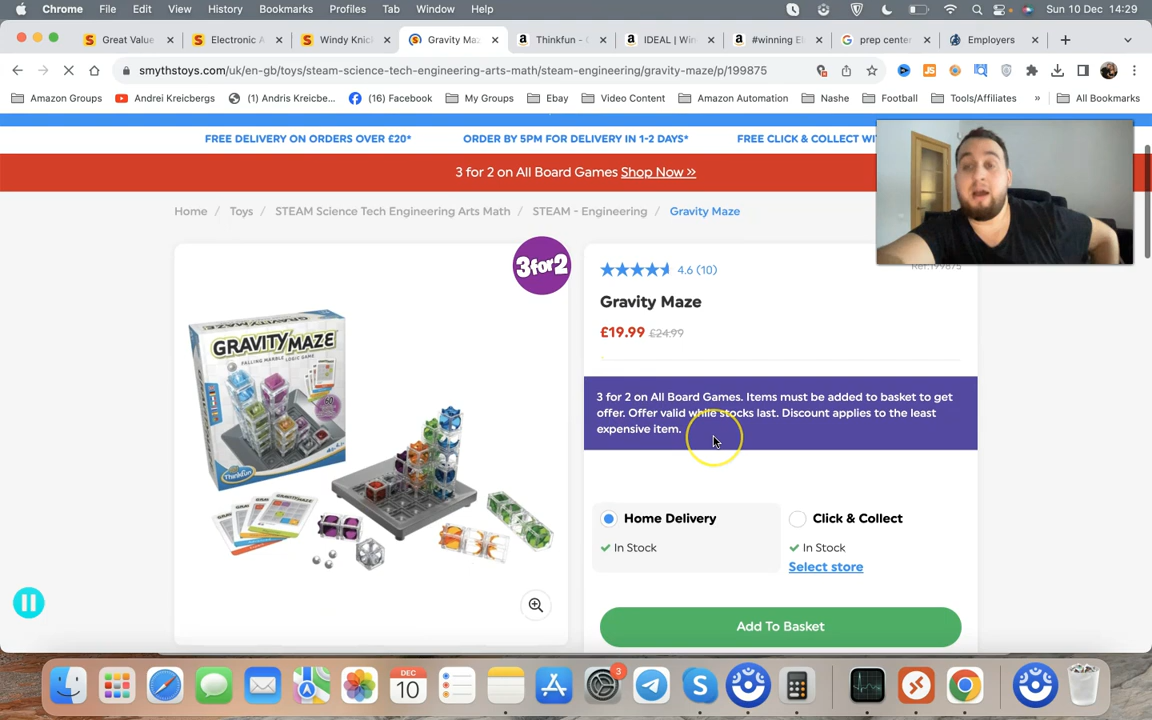 Chrome File Edit View History Bookmarks Profiles Tab Window Help Sun 10 Dec 14:29
Great Value Electronic A Windy Knic Gravity Ma Thinkfun - IDEAL | Win #winning prep center Employers
smythstoys.com/uk/en-gb/toys/steam-science-tech-engineering-arts-math/steam-engineering/gravity-maze/p/199875
Amazon Groups Andrei Kreicbergs (1) Andris Kreicbe... (16) Facebook My Groups Ebay Video Content Amazon Automation Nashe Football Tools/Affiliates » All Bookmarks
FREE DELIVERY ON ORDERS OVER £20* ORDER BY 5PM FOR DELIVERY IN 1-2 DAYS* FREE CLICK & COLLECT
3 for 2 on All Board Games Shop Now »
Home / Toys / STEAM Science Tech Engineering Arts Math / STEAM - Engineering / Gravity Maze
3 for 2
4.6 (10)
Ref:199875
Gravity Maze
£19.99 £24.99
3 for 2 on All Board Games. Items must be added to basket to get
offer. Offer valid while stocks last. Discount applies to the least
expensive item.
GRAVITY MAZE
FALLING MARBLE LOGIC GAME
60
ThinkFun
Home Delivery
In Stock
Click & Collect
In Stock
Select store
Add To Basket
DEC
10
3